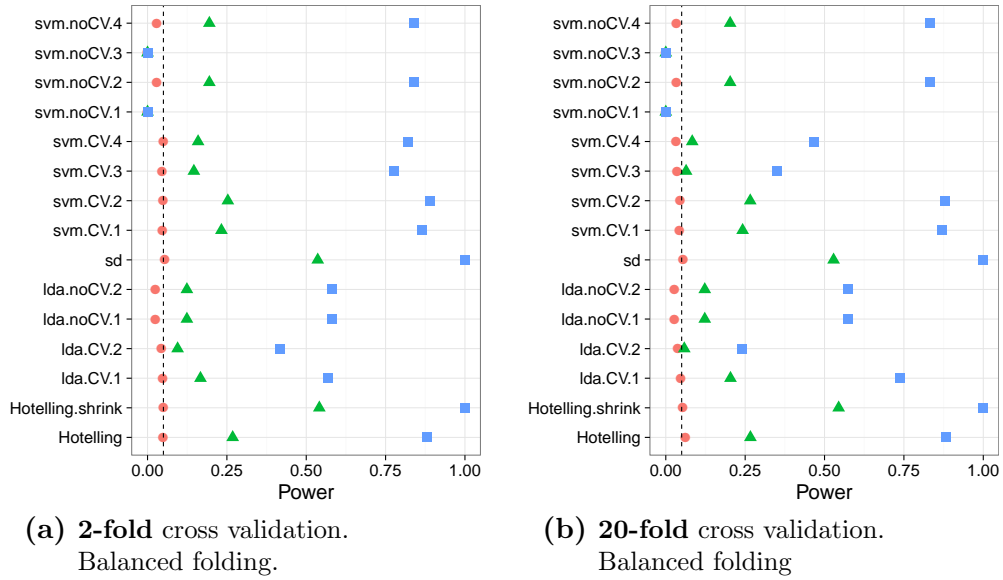 svm.noCV.4
svm.noCV.3
svm.noCV.2
svm.noCV.1
svm.CV.4
svm.CV.3
svm.CV.2
svm.CV.1
sd
lda.noCV.2
lda.noCV.1
lda.CV.2
lda.CV.1
Hotelling.shrink
Hotelling
0.00 0.25 0.50 0.75 1.00
Power
(a) 2-fold cross validation.
Balanced folding.
svm.noCV.4
svm.noCV.3
svm.noCV.2
svm.noCV.1
svm.CV.4
svm.CV.3
svm.CV.2
svm.CV.1
sd
lda.noCV.2
lda.noCV.1
lda.CV.2
lda.CV.1
Hotelling.shrink
Hotelling
0.00 0.25 0.50 0.75 1.00
Power
(b) 20-fold cross validation.
Balanced folding